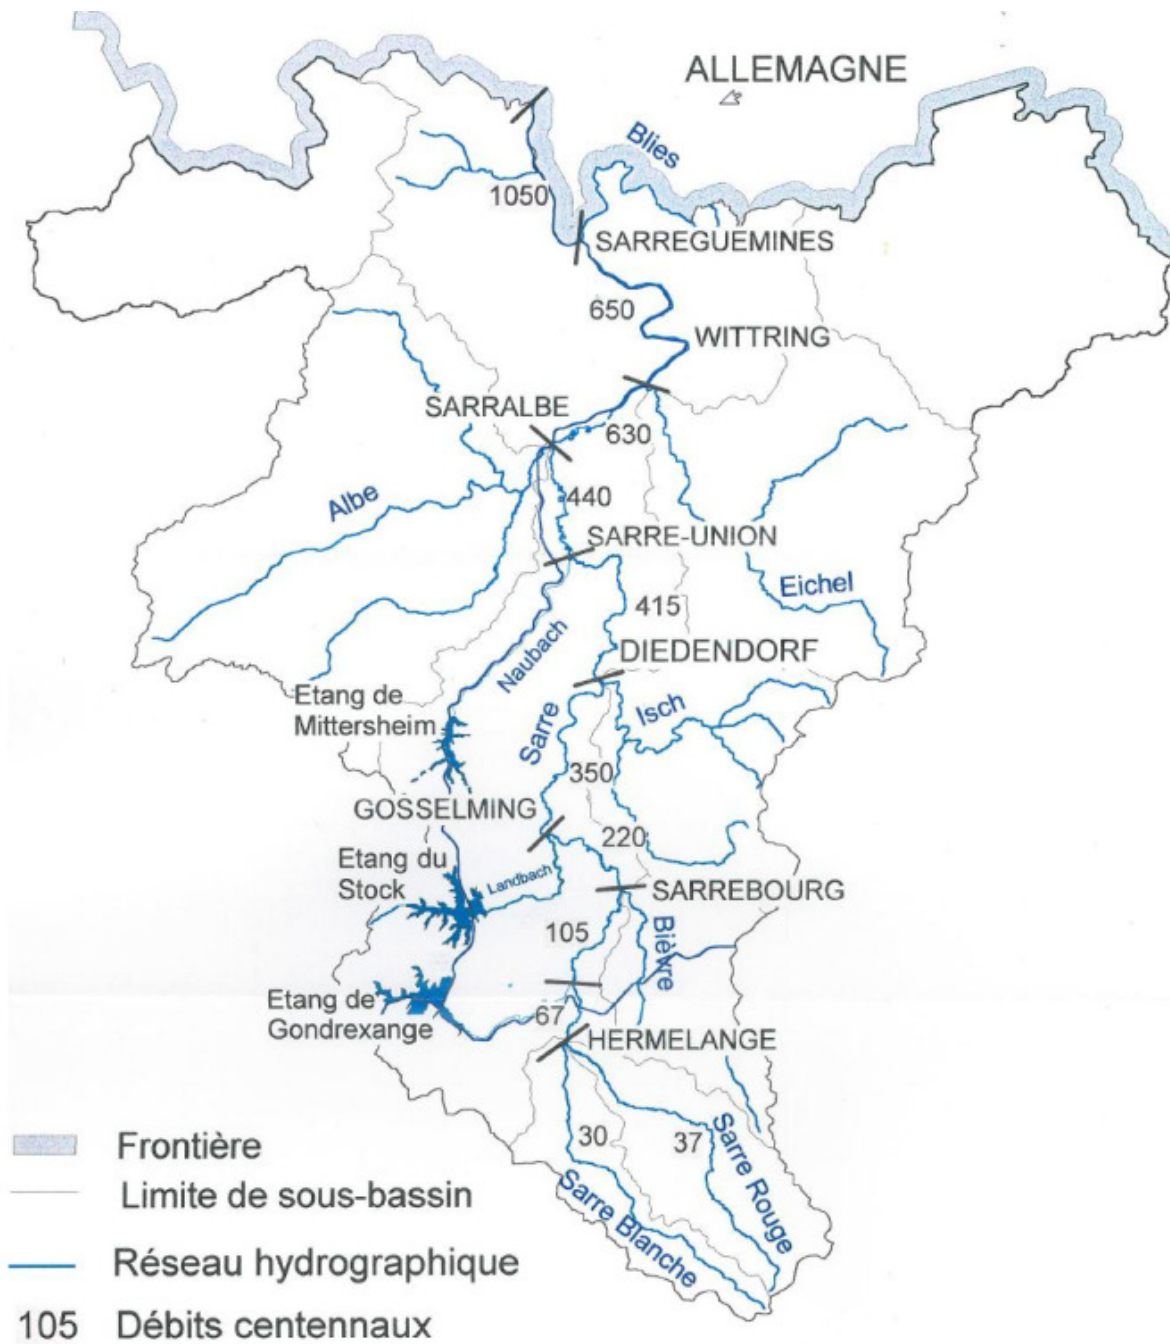 ALLEMAGNE
Blies
1050
SARREGUEMINES
650
WITTRING
SARRALBE
630
Albe
440
SARRE-UNION
Eichel
415
Naubach
DIEDENDORF
Etang de
Mittersheim
Sarre
Isch
350
GOSSELMING
220
Etang du
Stock
Landbach
SARREBOURG
105
Bièvre
Etang de
Gondrexange
67
HERMELANGE
30
37
Sarre Rouge
Sarre Blanche
Frontière
Limite de sous-bassin
Réseau hydrographique
105 Débits centennaux